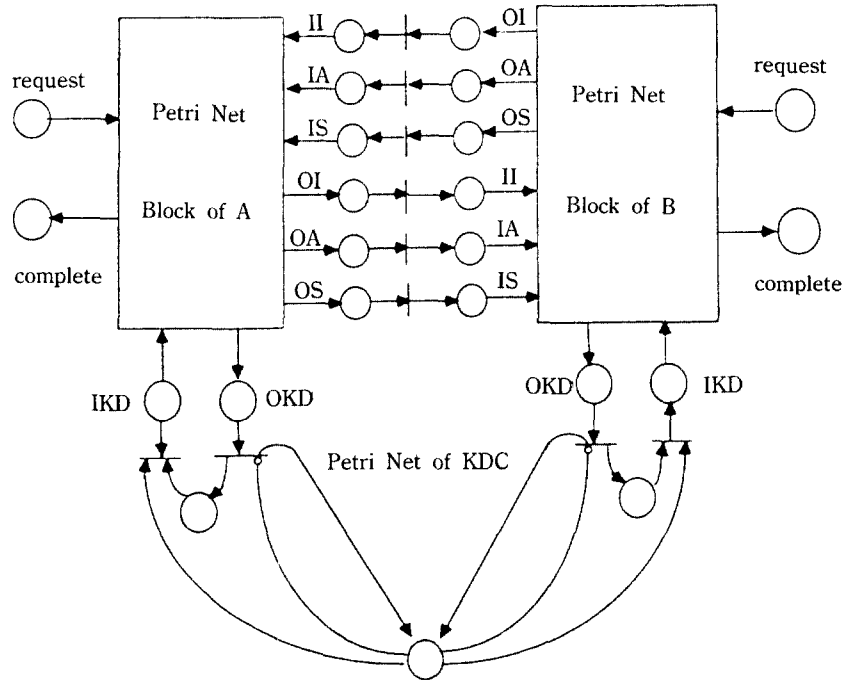 II
OI
request
IA
OA
request
Petri Net
Petri Net
IS
OS
OI
II
Block of A
Block of B
OA
IA
complete
OS
IS
complete
IKD
OKD
OKD
IKD
Petri Net of KDC